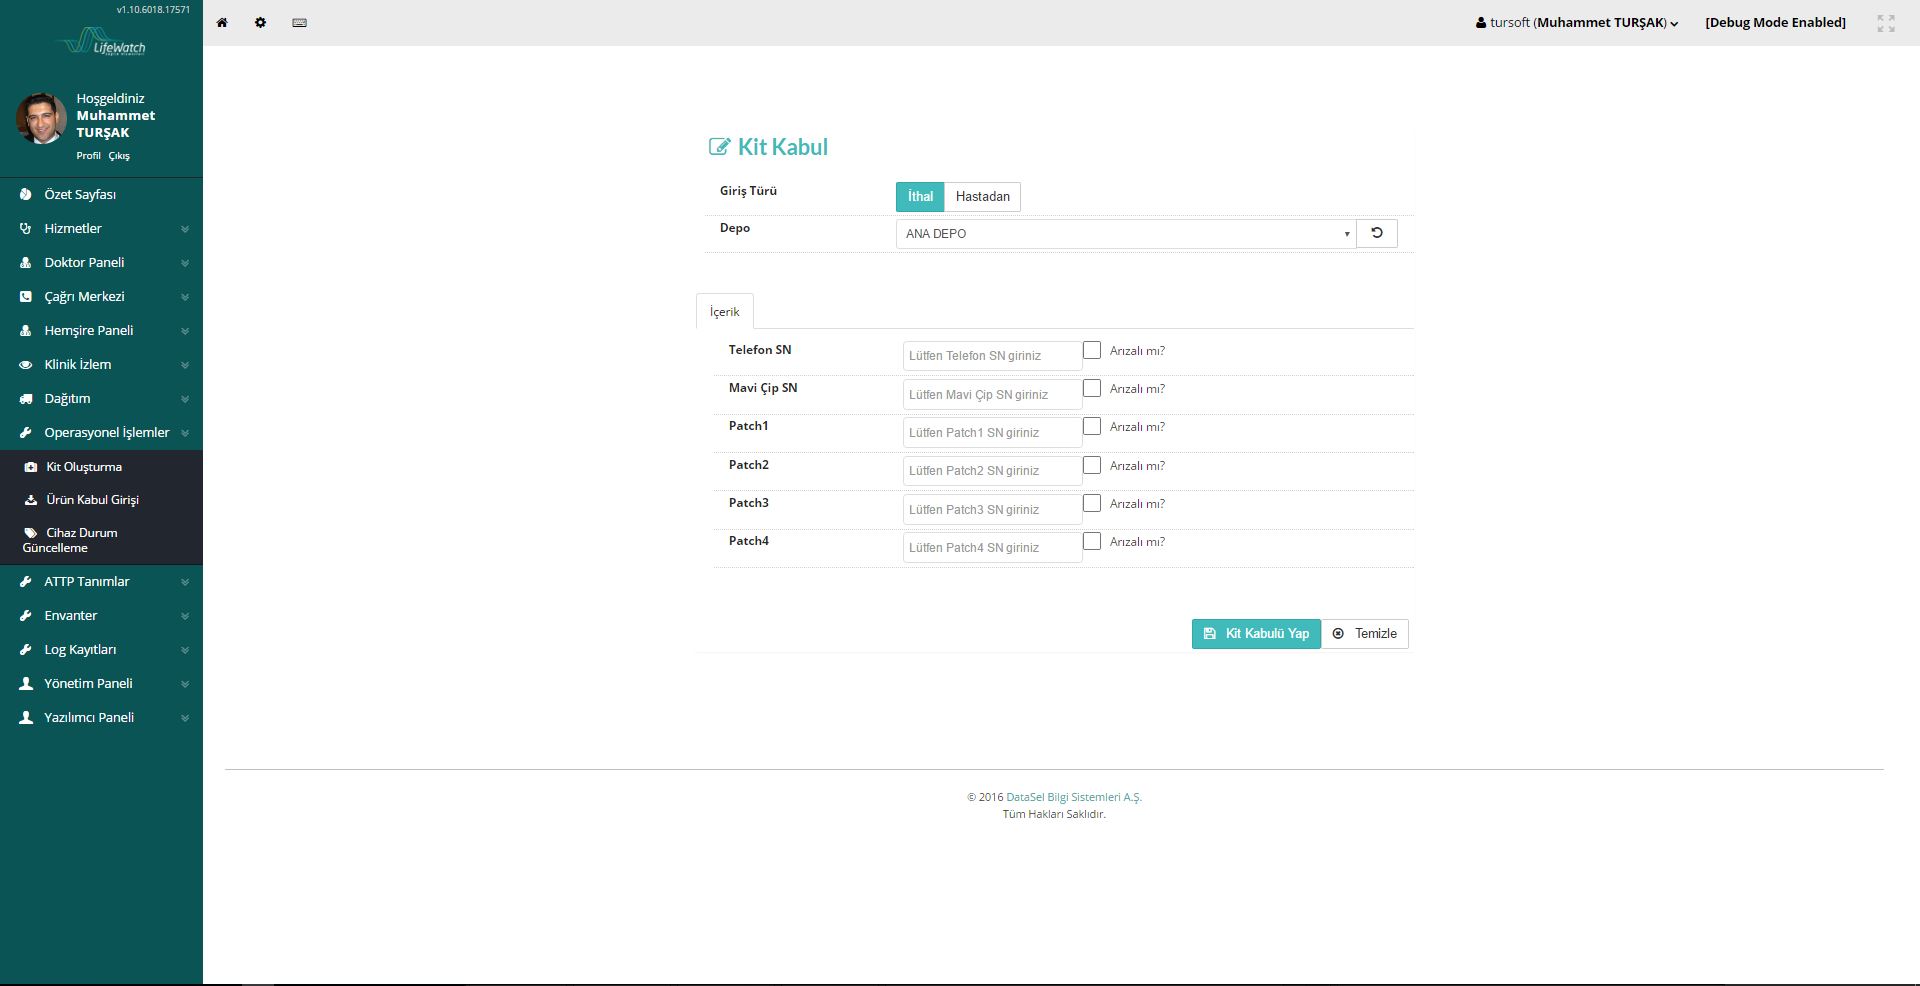 v1.10.6018.17571
LifeWatch
Hoşgeldiniz
Muhammet
TURŞAK
Profil Çıkış
Özet Sayfası
Hizmetler
Doktor Paneli
Çağrı Merkezi
Hemşire Paneli
Klinik İzlem
Dağıtım
Operasyonel İşlemler
Kit Oluşturma
Ürün Kabul Girişi
Cihaz Durum
Güncelleme
ATTP Tanımlar
Envanter
Log Kayıtları
Yönetim Paneli
Yazılımcı Paneli
tursoft (Muhammet TURŞAK)
[Debug Mode Enabled]
Kit Kabul
Giriş Türü İthal Hastadan
Depo ANA DEPO
İçerik
Telefon SN Lütfen Telefon SN giriniz Arızalı mı?
Mavi Çip SN Lütfen Mavi Çip SN giriniz Arızalı mı?
Patch1 Lütfen Patch1 SN giriniz Arızalı mı?
Patch2 Lütfen Patch2 SN giriniz Arızalı mı?
Patch3 Lütfen Patch3 SN giriniz Arızalı mı?
Patch4 Lütfen Patch4 SN giriniz Arızalı mı?
Kit Kabulü Yap Temizle
© 2016 DataSel Bilgi Sistemleri A.Ş.
Tüm Hakları Saklıdır.